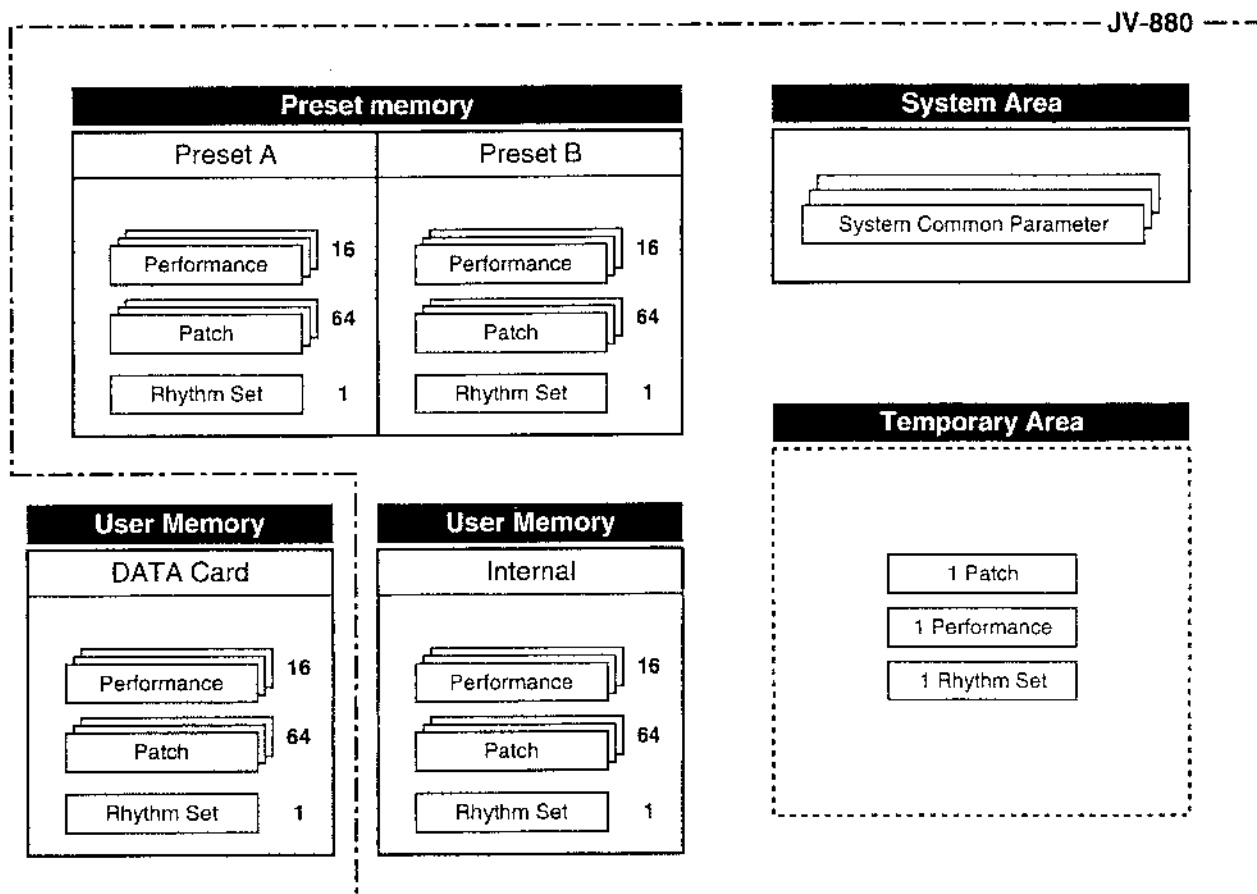 JV-880
Preset memory
Preset A
Performance
16
Patch
64
Rhythm Set
1
Preset B
Performance
16
Patch
64
Rhythm Set
1
System Area
System Common Parameter
Temporary Area
1 Patch
1 Performance
1 Rhythm Set
User Memory
DATA Card
Performance
16
Patch
64
Rhythm Set
1
User Memory
Internal
Performance
16
Patch
64
Rhythm Set
1